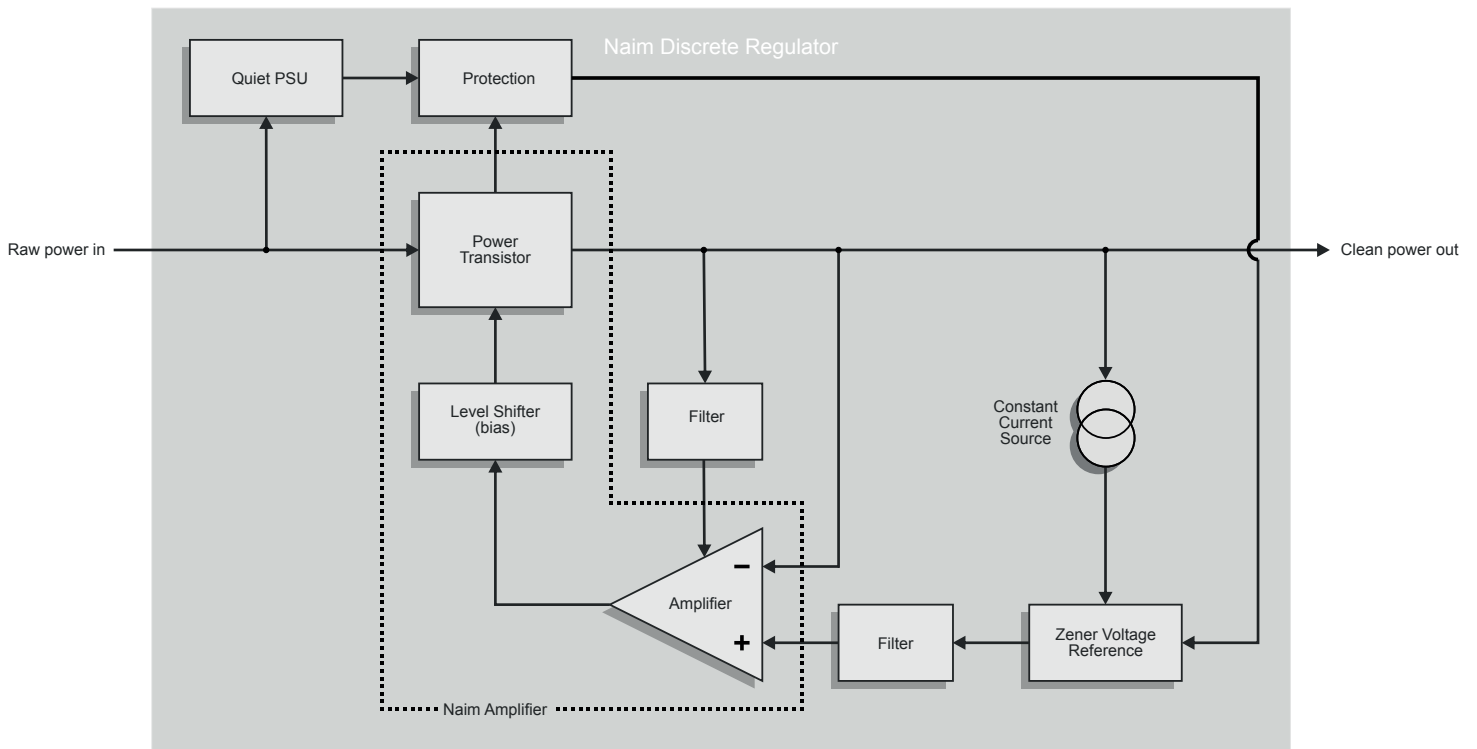 Naim Discrete Regulator
Quiet PSU
Protection
Raw power in
Power
Transistor
Clean power out
Level Shifter
(bias)
Filter
Constant
Current
Source
−
Amplifier
+
Filter
Zener Voltage
Reference
Naim Amplifier